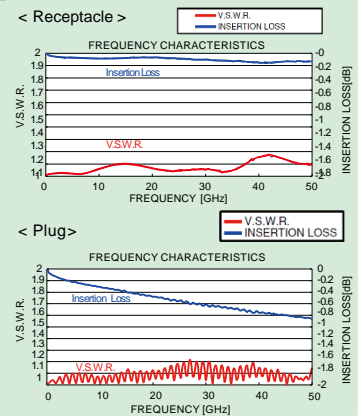 < Receptacle >
V.S.W.R.
INSERTION LOSS
FREQUENCY CHARACTERISTICS
V.S.W.R.
2
1.9
1.8
1.7
1.6
1.5
1.4
1.3
1.2
1.1
1
Insertion Loss
V.S.W.R.
-0
-0.2
-0.4
-0.6
-0.8
-1
-1.2
-1.4
-1.6
-1.8
-2
INSERTION LOSS[dB]
0 10 20 30 40 50
FREQUENCY [GHz]
< Plug>
V.S.W.R.
INSERTION LOSS
FREQUENCY CHARACTERISTICS
V.S.W.R.
2
1.9
1.8
1.7
1.6
1.5
1.4
1.3
1.2
1.1
1
Insertion Loss
V.S.W.R.
0
-0.2
-0.4
-0.6
-0.8
-1
-1.2
-1.4
-1.6
-1.8
-2
INSERTION LOSS[dB]
0 10 20 30 40 50
FREQUENCY [GHz]